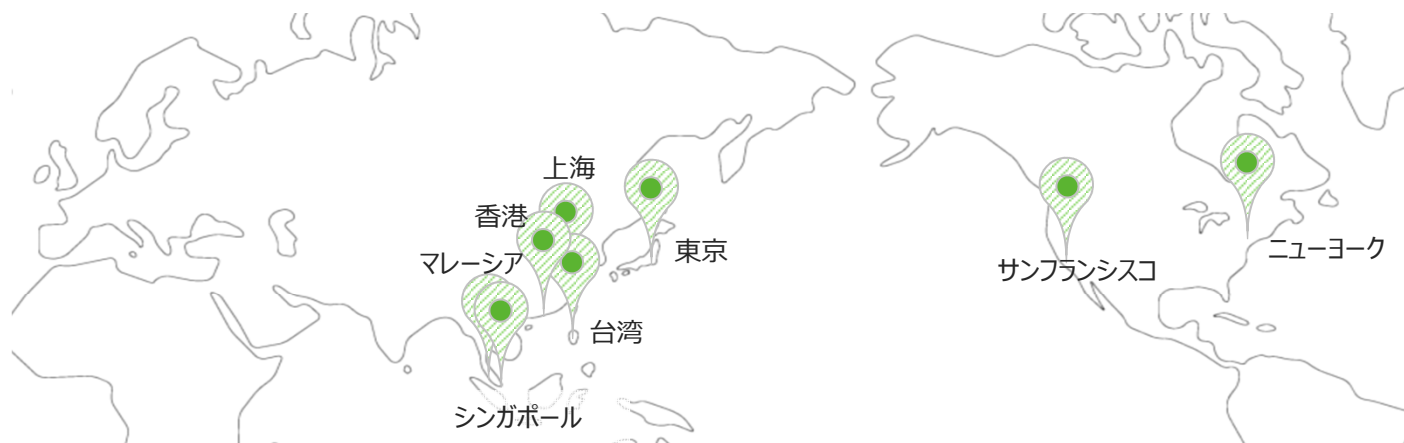 上海
香港
マレーシア
東京
台湾
シンガポール
サンフランシスコ
ニューヨーク